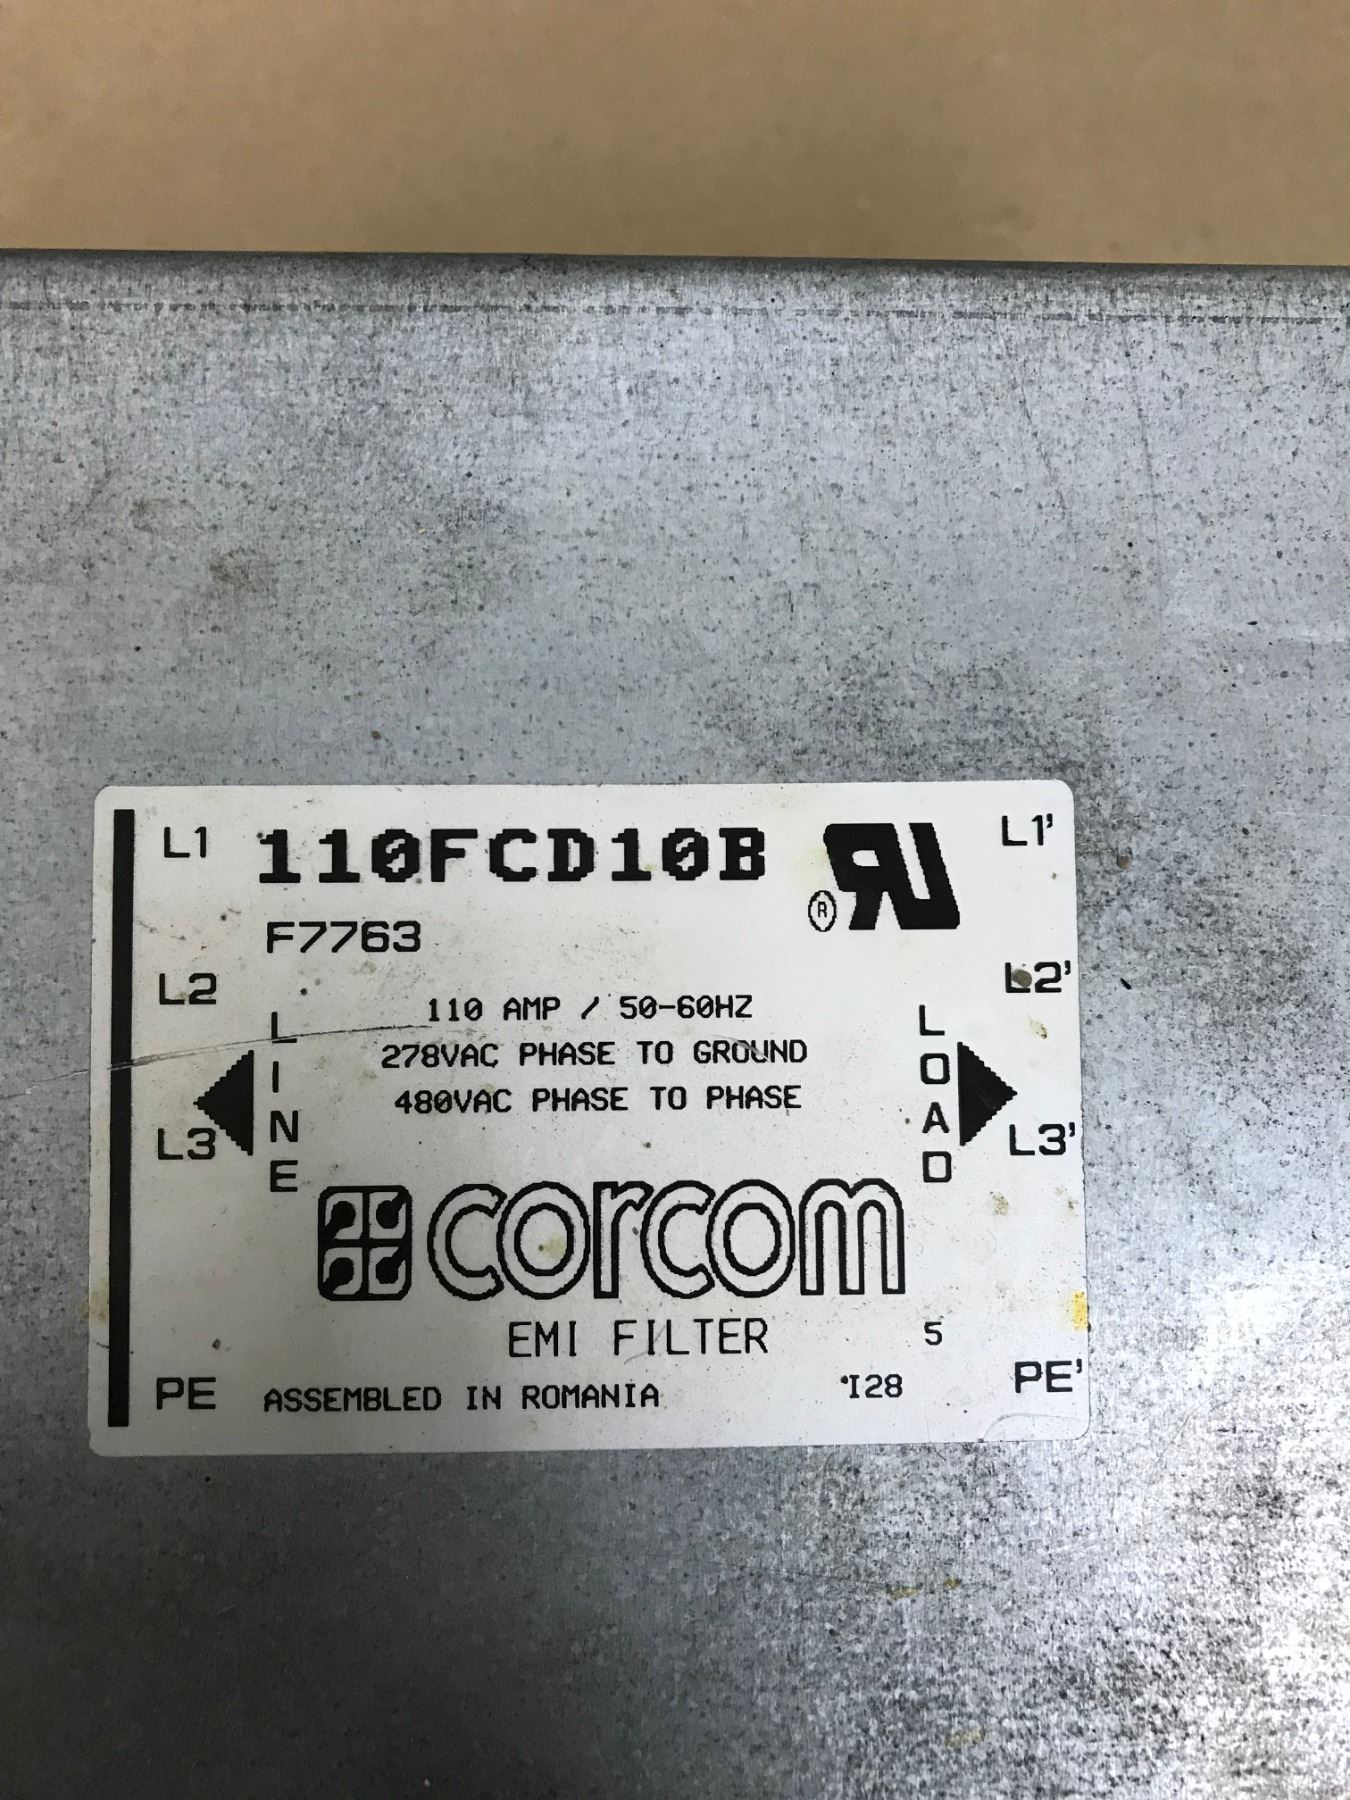 L1 110FCD10B L1'
® RU
F7763
L2 L2'
110 AMP / 50-60HZ
278VAC PHASE TO GROUND
480VAC PHASE TO PHASE
LINE LOAD
L3 L3'
corcom
EMI FILTER 5
PE ASSEMBLED IN ROMANIA *I28 PE'